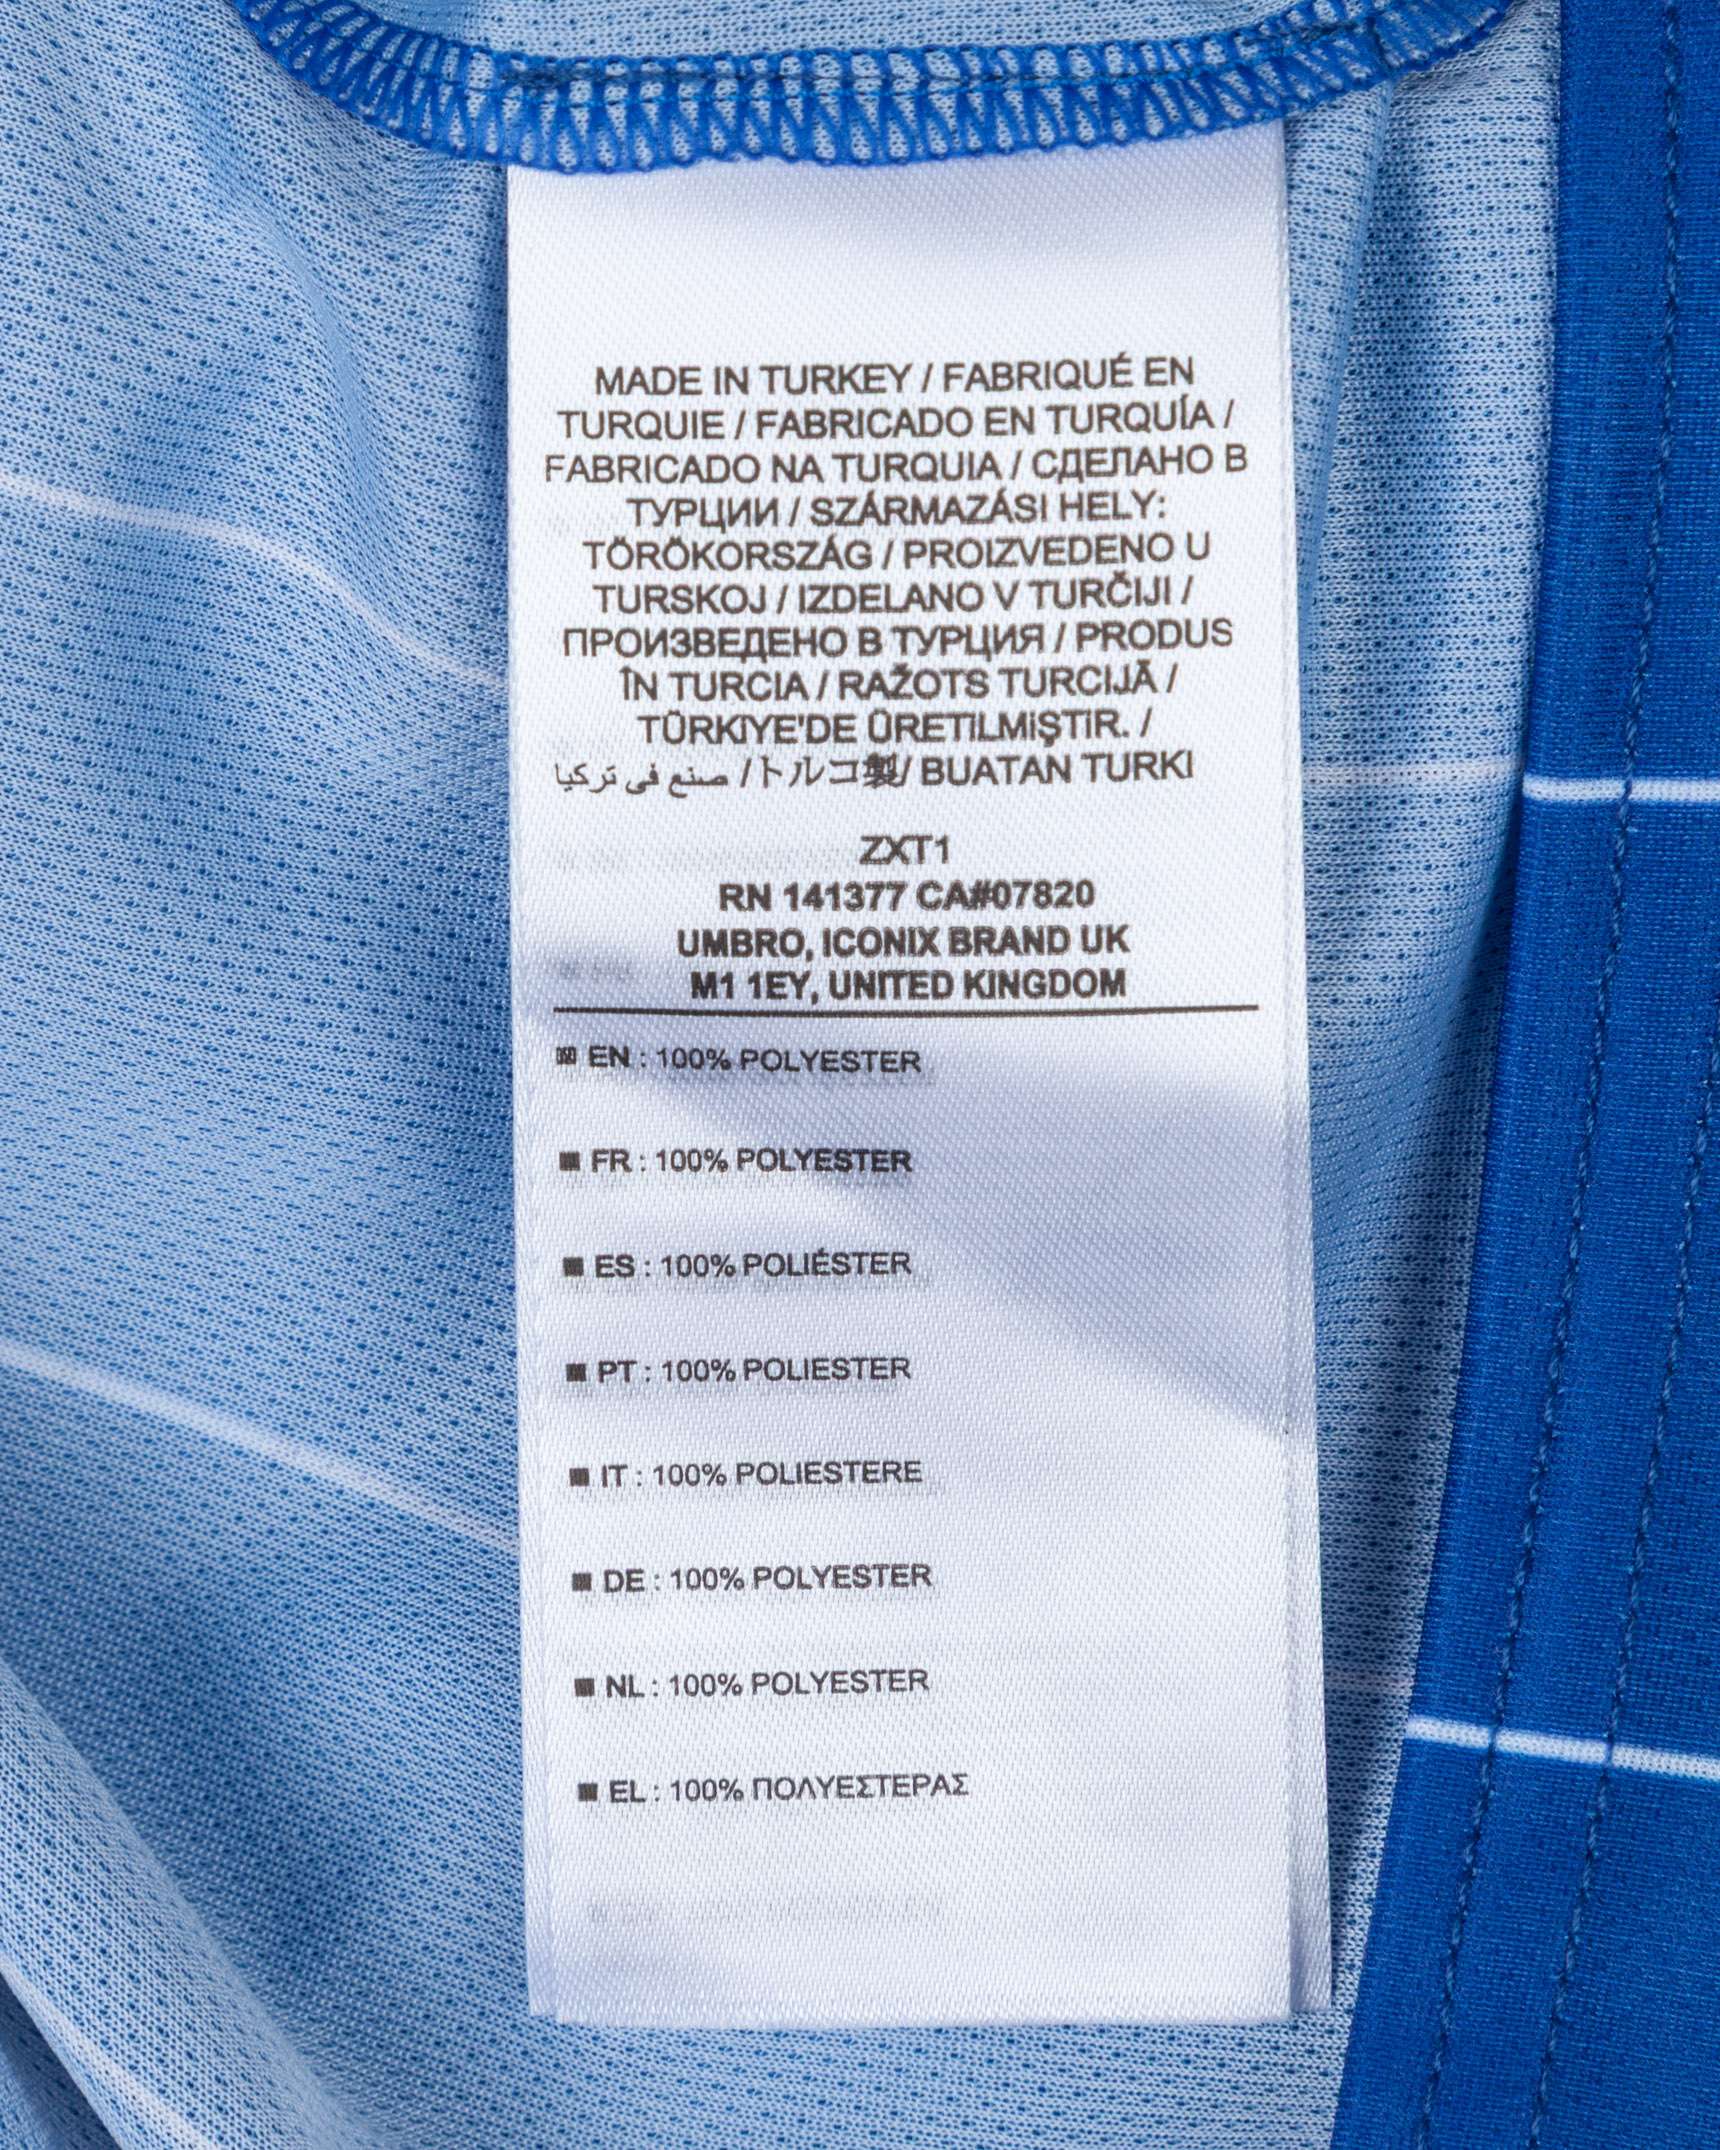 MADE IN TURKEY / FABRIQUÉ EN
TURQUIE / FABRICADO EN TURQUÍA /
FABRICADO NA TURQUIA / СДЕЛАНО В
ТУРЦИИ / SZÁRMAZÁSI HELY:
TÖRÖKORSZÁG / PROIZVEDENO U
TURSKOJ / IZDELANO V TURČIJI /
ПРОИЗВЕДЕНО В ТУРЦИЯ / PRODUS
ÎN TURCIA / RAŽOTS TURCIJĀ /
TÜRKIYE'DE ÜRETILMIŞTIR. /
صنع في تركيا /トルコ製/ BUATAN TURKI
ZXT1
RN 141377 CA#07820
UMBRO, ICONIX BRAND UK
M1 1EY, UNITED KINGDOM
■ EN : 100% POLYESTER
■ FR : 100% POLYESTER
■ ES : 100% POLIÉSTER
■ PT : 100% POLIESTER
■ IT : 100% POLIESTERE
■ DE : 100% POLYESTER
■ NL : 100% POLYESTER
■ EL : 100% ΠΟΛΥΕΣΤΕΡΑΣ